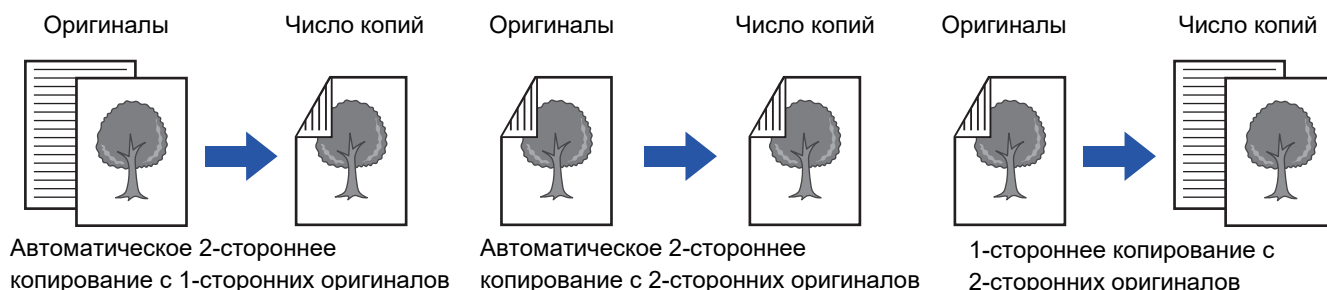 Оригиналы
Число копий
Оригиналы
Число копий
Оригиналы
Число копий
Автоматическое 2-стороннее
копирование с 1-сторонних оригиналов
Автоматическое 2-стороннее
копирование с 2-сторонних оригиналов
1-стороннее копирование с
2-сторонних оригиналов